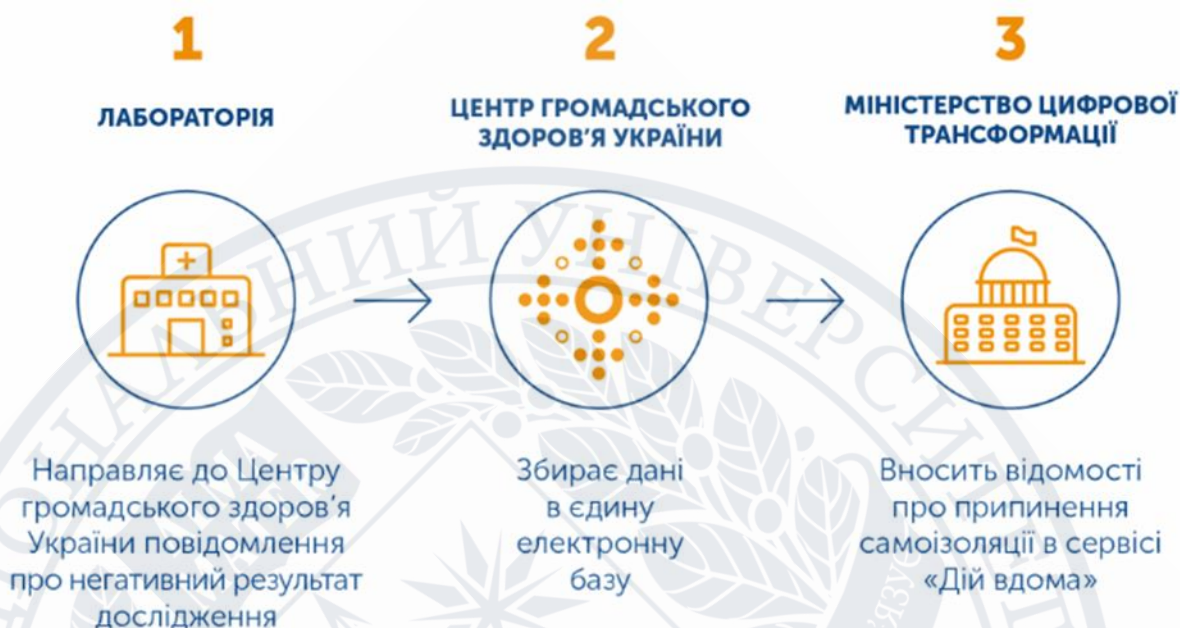 1
ЛАБОРАТОРІЯ
Направляє до Центру
громадського здоров’я
України повідомлення
про негативний результат
дослідження
2
ЦЕНТР ГРОМАДСЬКОГО
ЗДОРОВ’Я УКРАЇНИ
Збирає дані
в єдину
електронну
базу
3
МІНІСТЕРСТВО ЦИФРОВОЇ
ТРАНСФОРМАЦІЇ
Вносить відомості
про припинення
самоізоляції в сервісі
«Дій вдома»